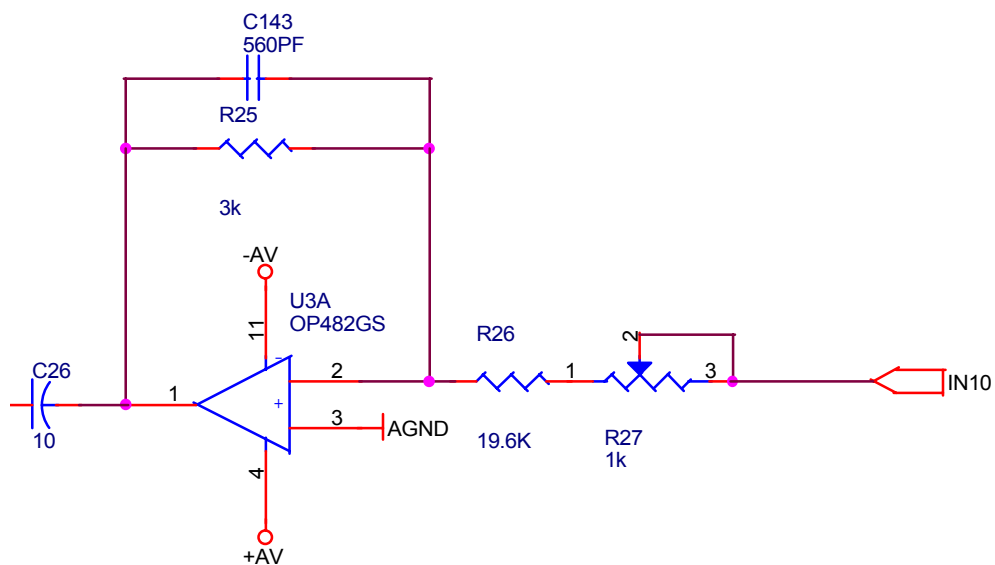 C143
560PF
R25
3k
-AV
11
U3A
OP482GS
-
+
2
3
AGND
1
4
+AV
C26
10
R26
19.6K
1
2
3
R27
1k
IN10